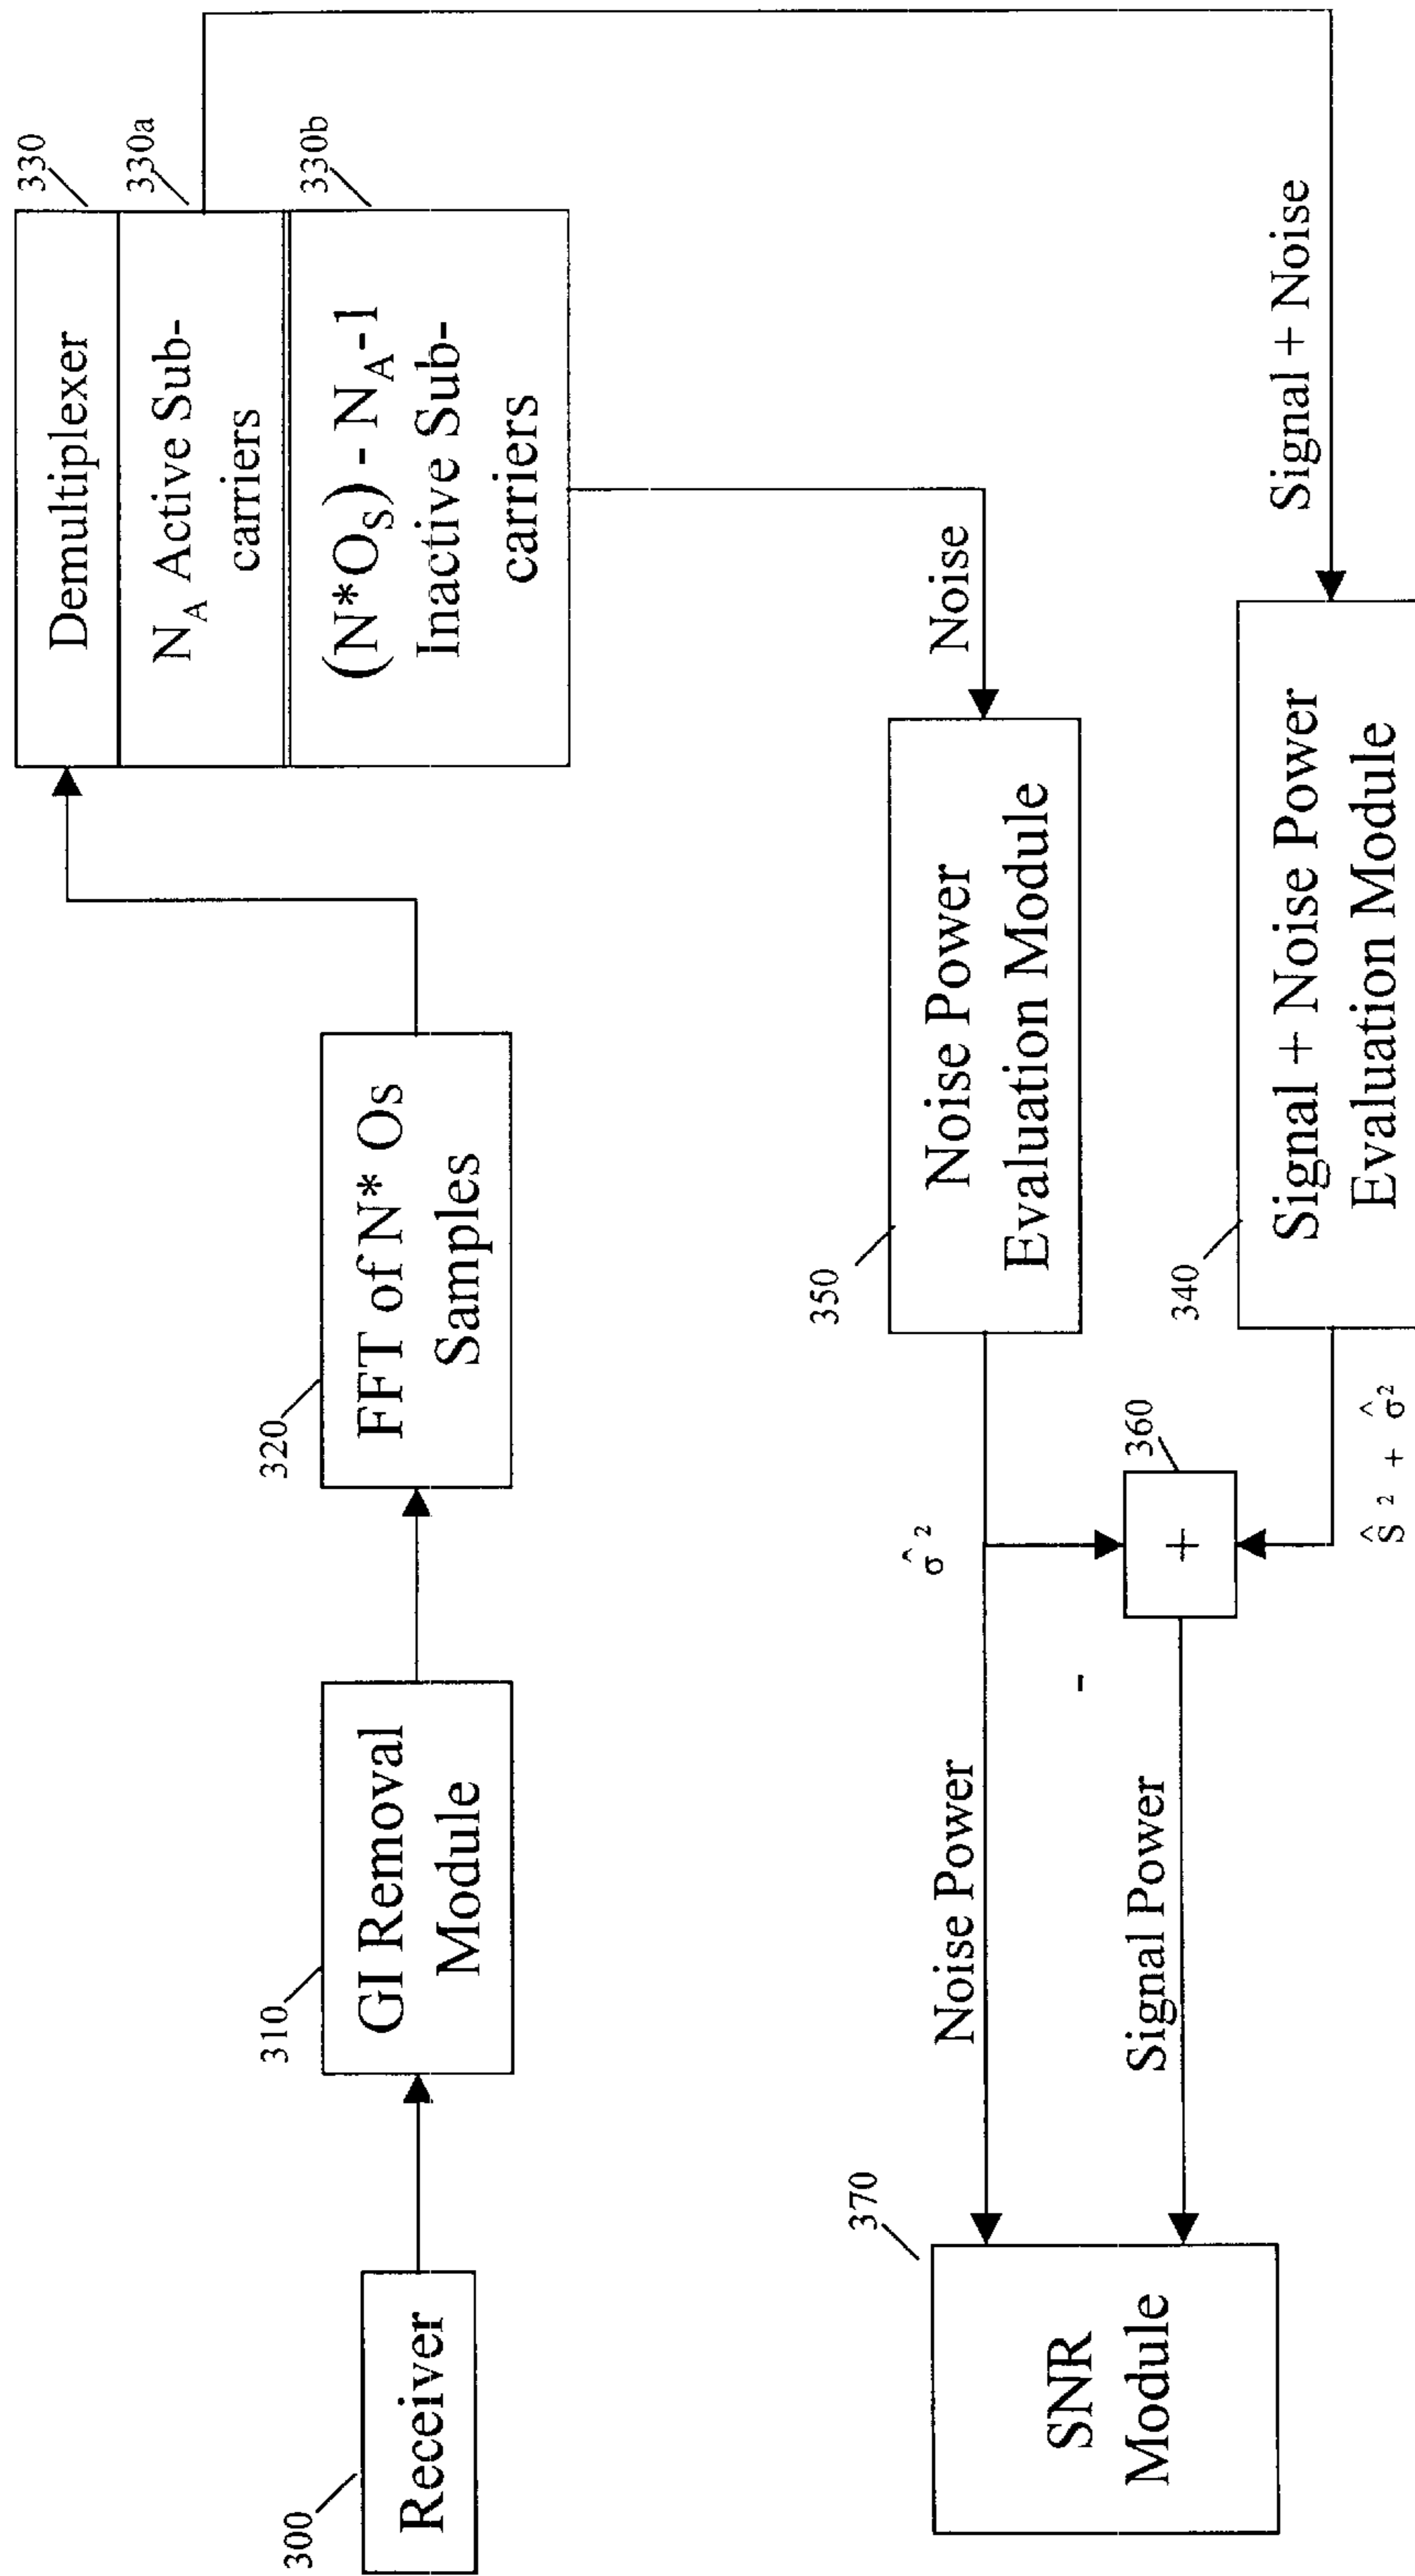 300
Receiver
310
GI Removal
Module
320
FFT of N* Os
Samples
330
Demultiplexer
330a
N_A Active Sub-
carriers
330b
(N*O_S) - N_A-1
Inactive Sub-
carriers
Noise
Signal + Noise
350
Noise Power
Evaluation Module
340
Signal + Noise Power
Evaluation Module
σ̂ ²
360
+
-
ŝ ² + σ̂ ²
Noise Power
Signal Power
370
SNR
Module